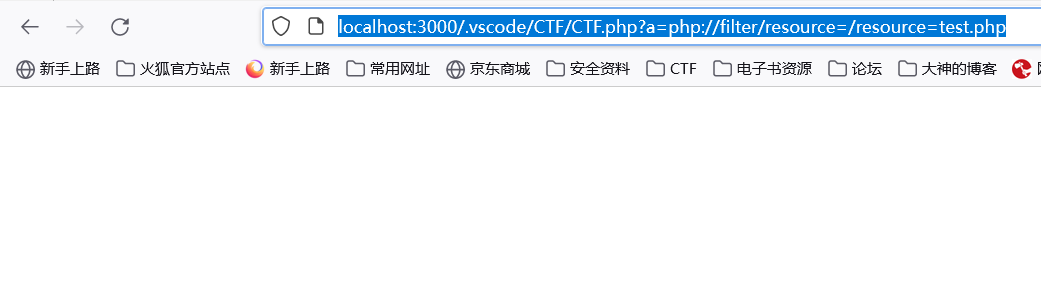 localhost:3000/.vscode/CTF/CTF.php?a=php://filter/resource=/resource=test.php
新手上路 火狐官方站点 新手上路 常用网址 京东商城 安全资料 CTF 电子书资源 论坛 大神的博客